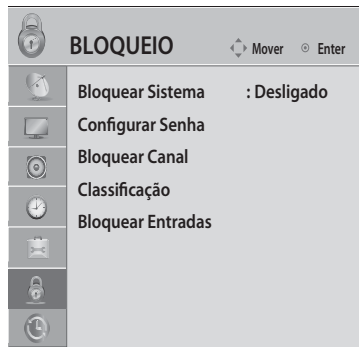 BLOQUEIO Mover Enter
Bloquear Sistema : Desligado
Configurar Senha
Bloquear Canal
Classificação
Bloquear Entradas